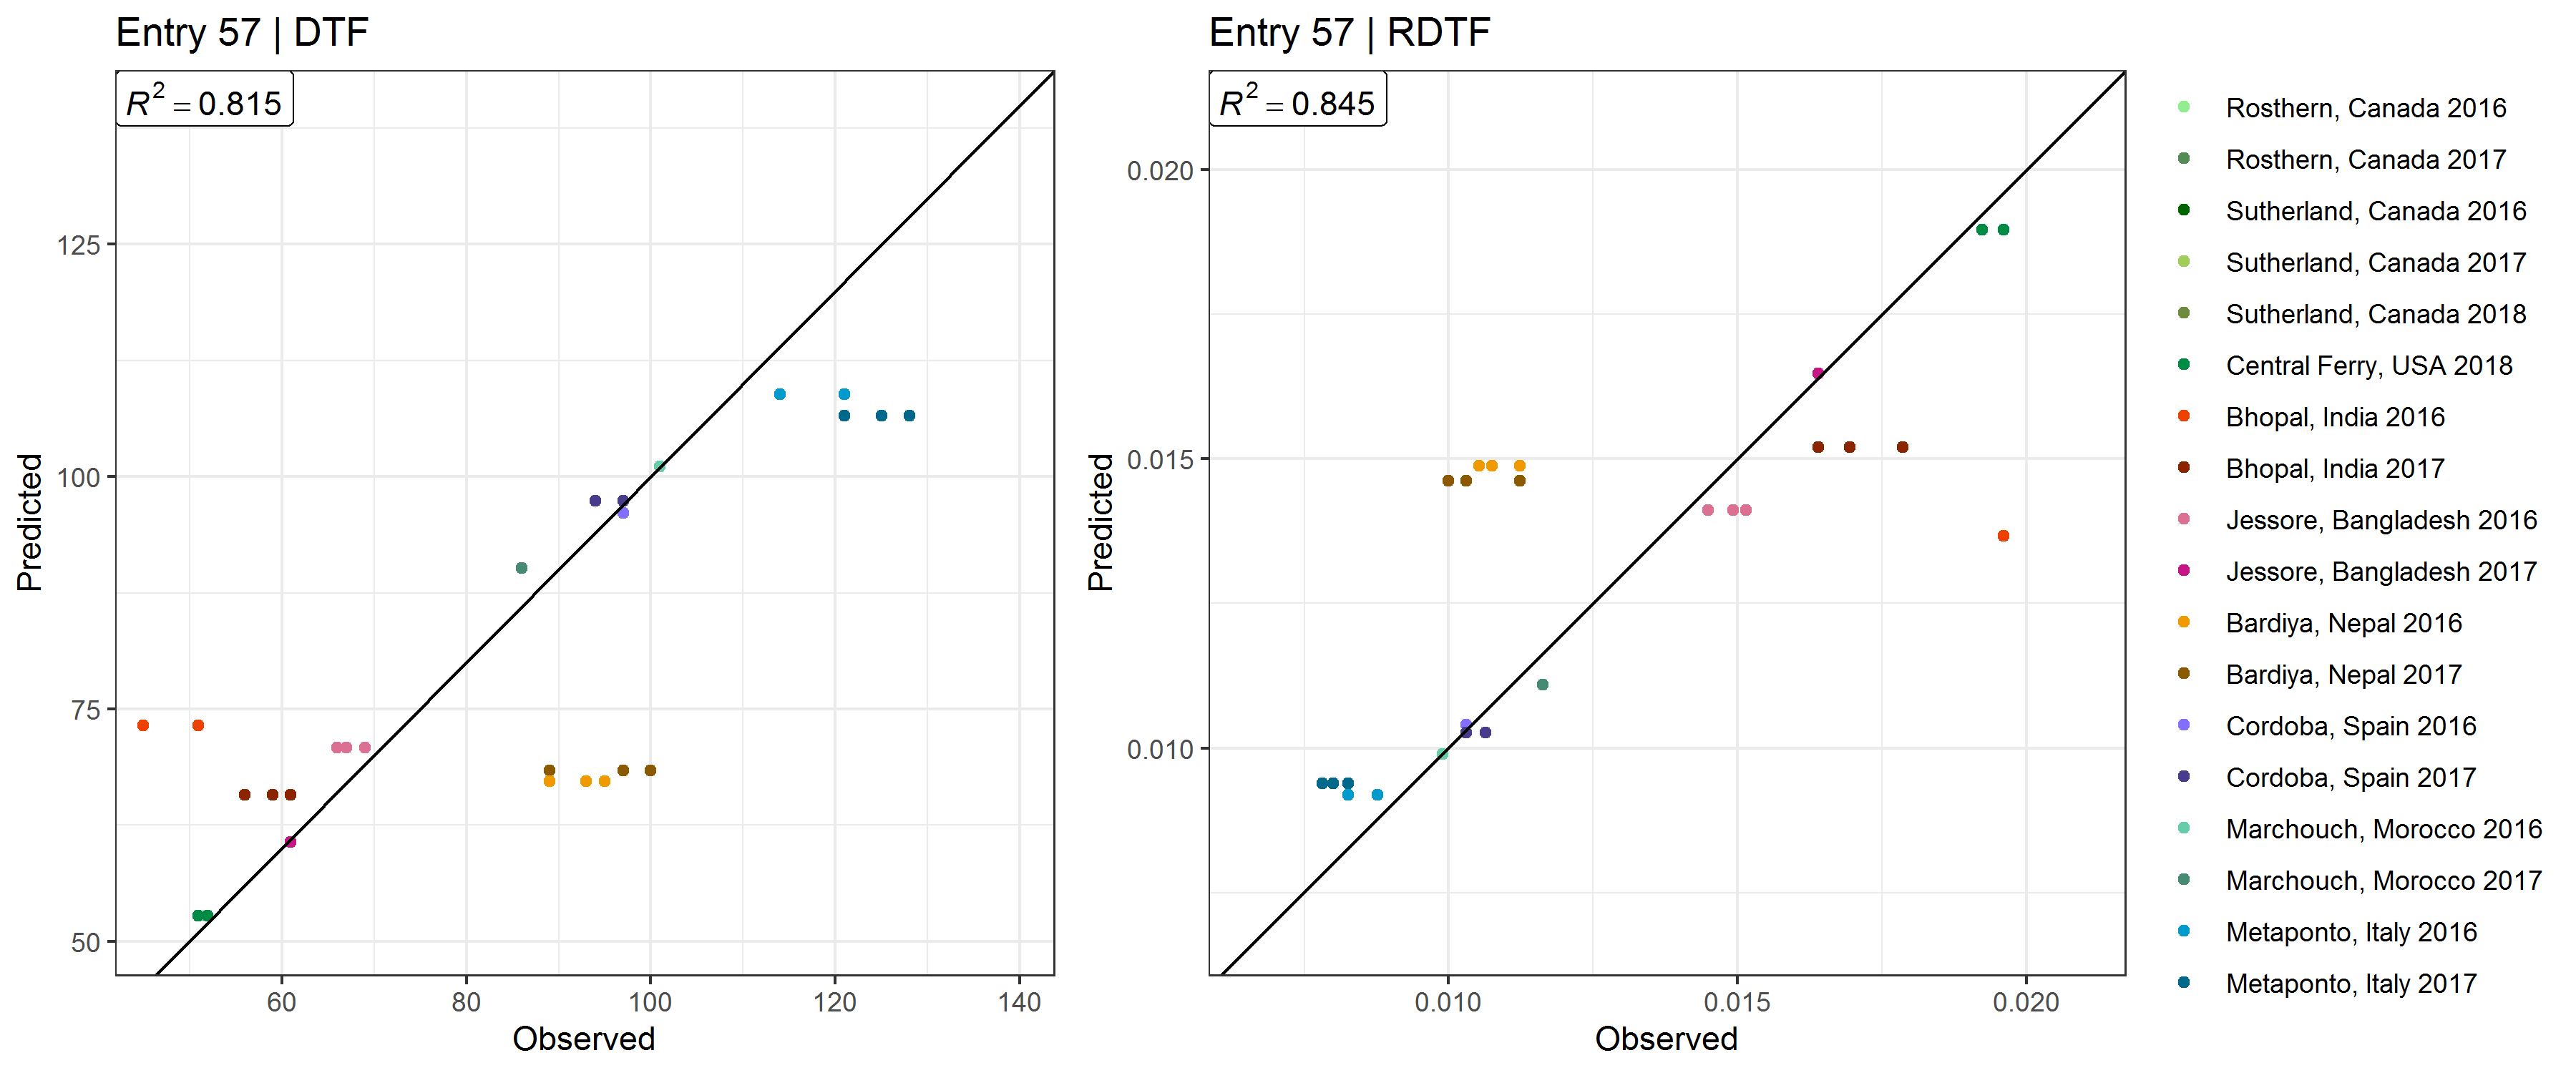 Entry 57 | DTF
R² = 0.815
125
100
75
50
60 80 100 120 140
Observed
Predicted
Entry 57 | RDTF
R² = 0.845
0.020
0.015
0.010
0.010 0.015 0.020
Observed
Predicted
Rosthern, Canada 2016
Rosthern, Canada 2017
Sutherland, Canada 2016
Sutherland, Canada 2017
Sutherland, Canada 2018
Central Ferry, USA 2018
Bhopal, India 2016
Bhopal, India 2017
Jessore, Bangladesh 2016
Jessore, Bangladesh 2017
Bardiya, Nepal 2016
Bardiya, Nepal 2017
Cordoba, Spain 2016
Cordoba, Spain 2017
Marchouch, Morocco 2016
Marchouch, Morocco 2017
Metaponto, Italy 2016
Metaponto, Italy 2017